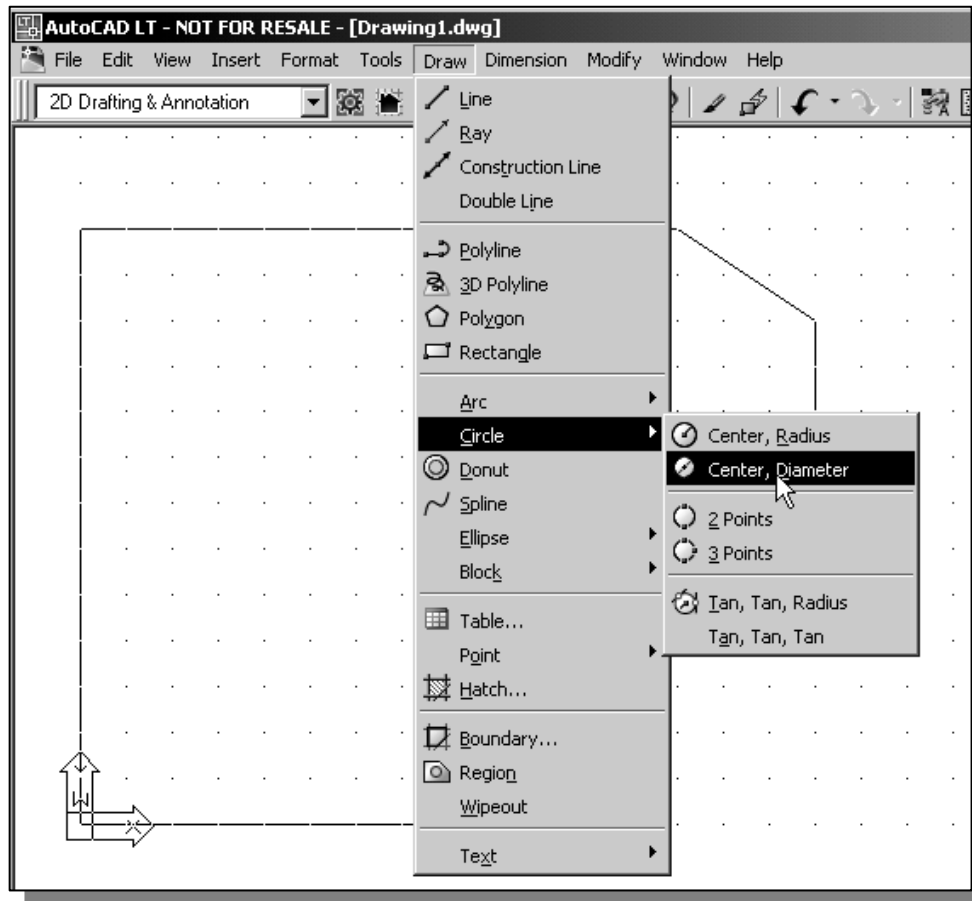 AutoCAD LT - NOT FOR RESALE - [Drawing1.dwg]
File Edit View Insert Format Tools Draw Dimension Modify Window Help
2D Drafting & Annotation
Line
Ray
Construction Line
Double Line
Polyline
3D Polyline
Polygon
Rectangle
Arc
Circle
Donut
Spline
Ellipse
Block
Table...
Point
Hatch...
Boundary...
Region
Wipeout
Text
Center, Radius
Center, Diameter
2 Points
3 Points
Tan, Tan, Radius
Tan, Tan, Tan
W
X